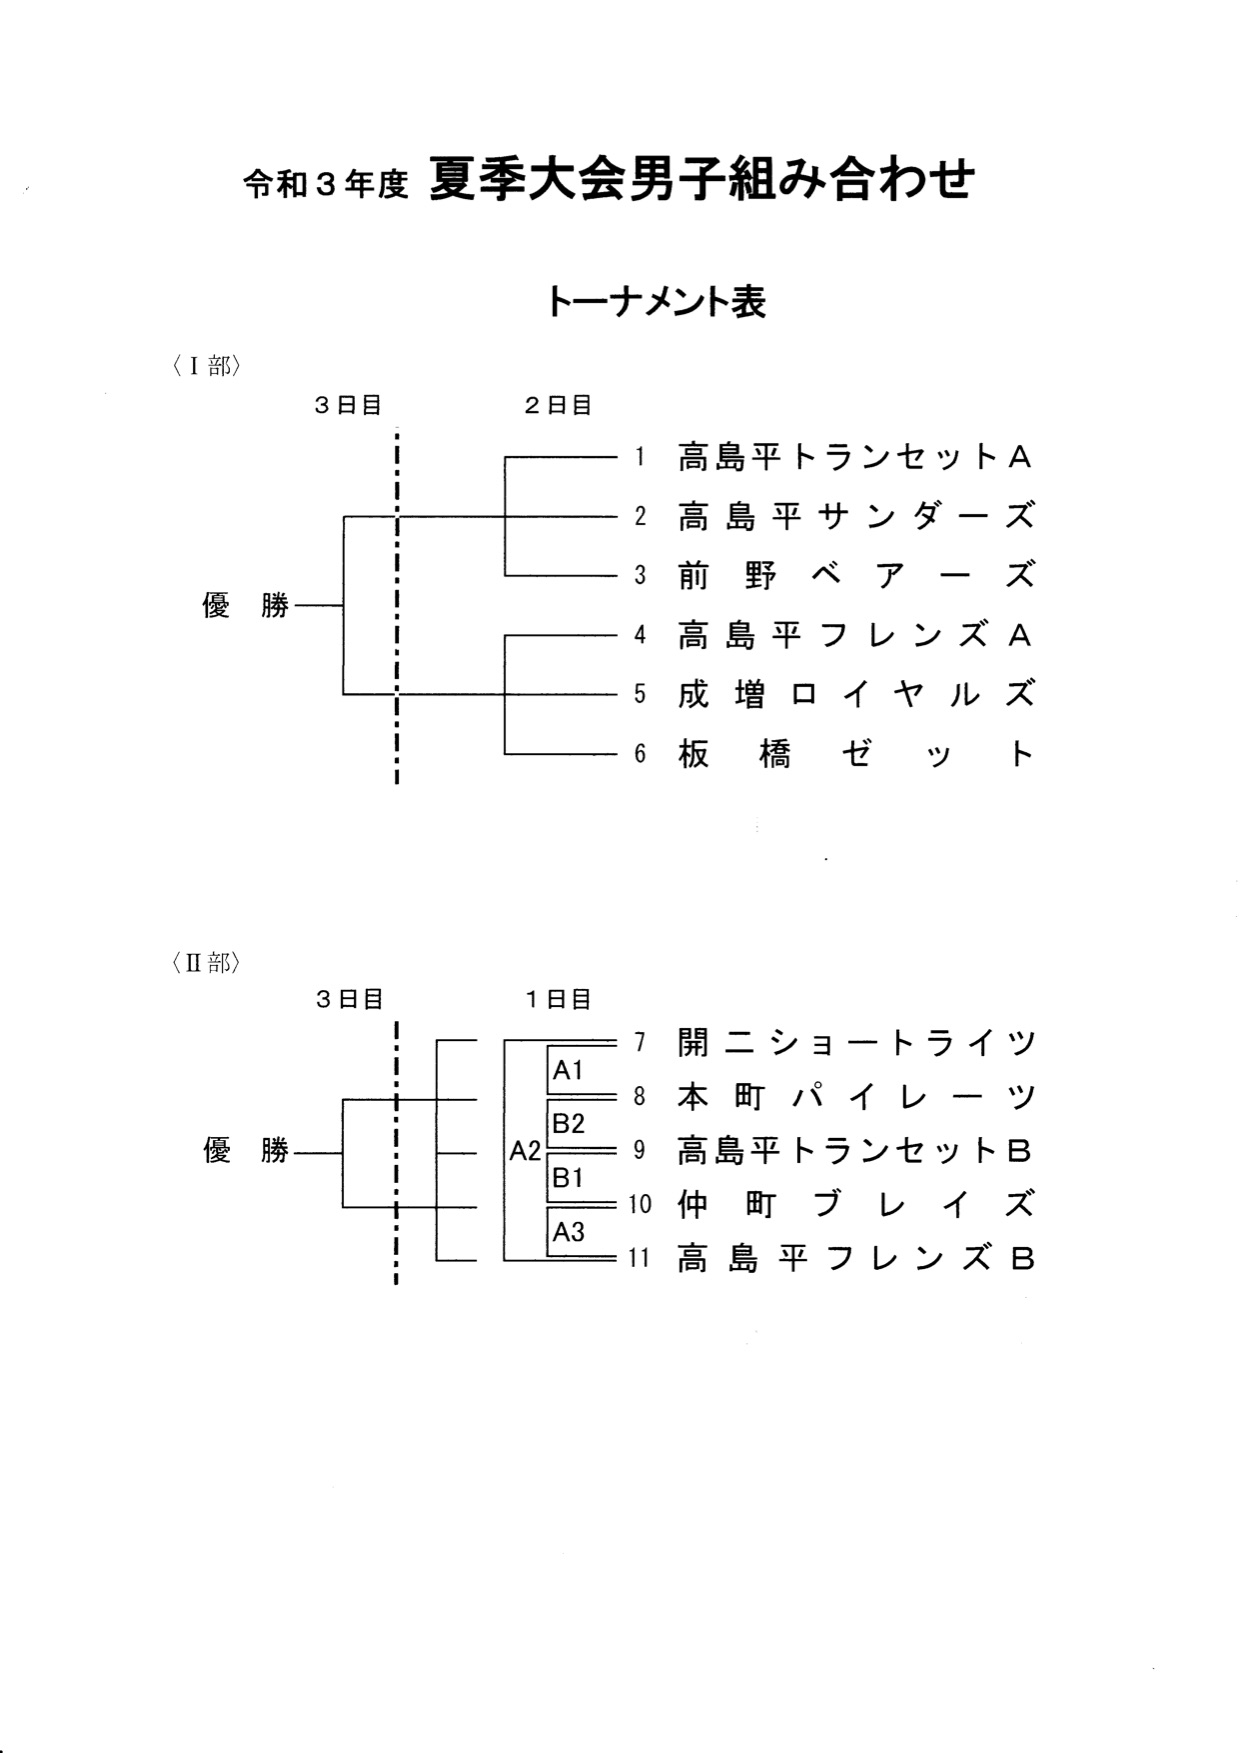 令和３年度 夏季大会男子組み合わせ
トーナメント表
〈Ⅰ部〉
３日目 ２日目
1 高島平トランセットA
2 高島平サンダーズ
3 前野ベアーズ
優勝
4 高島平フレンズA
5 成増ロイヤルズ
6 板橋ゼット
〈Ⅱ部〉
３日目 １日目
7 開二ショートライツ
A1
8 本町パイレーツ
B2
優勝 A2 9 高島平トランセットB
B1
10 仲町ブレイズ
A3
11 高島平フレンズB